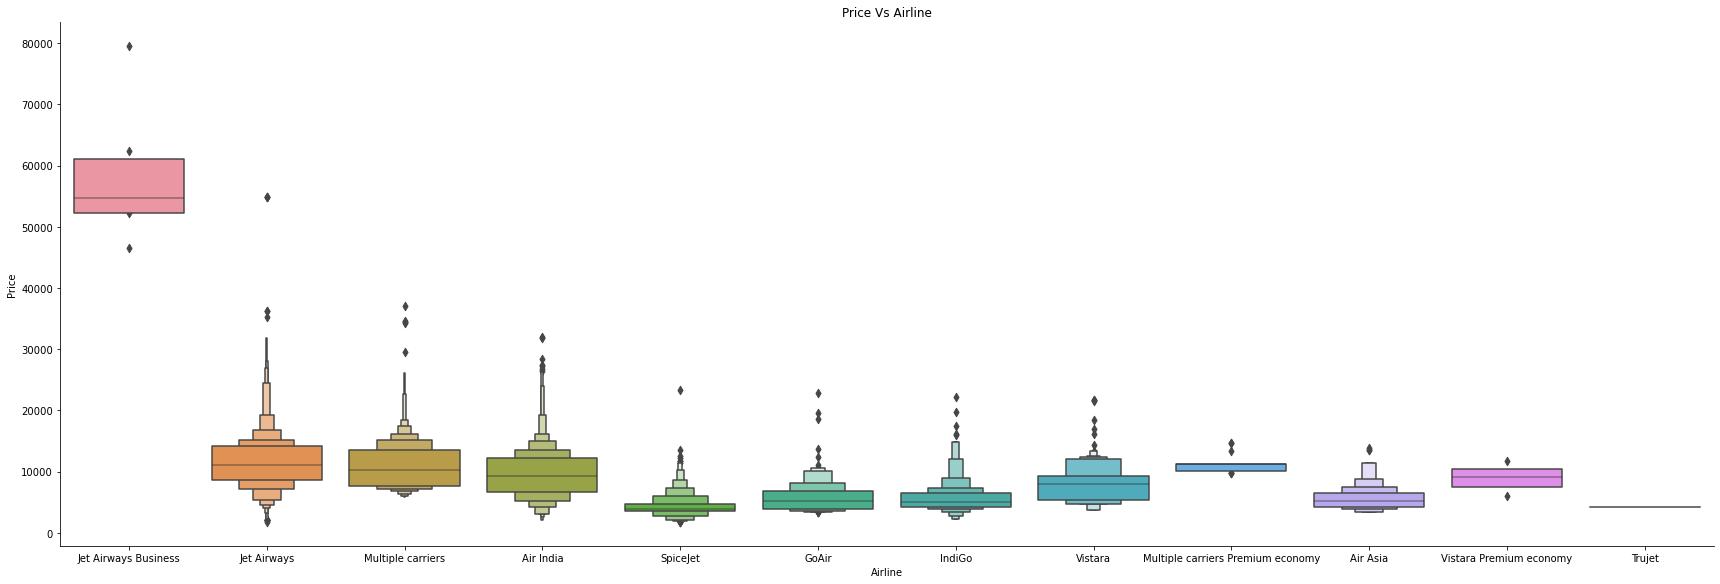 Price Vs Airline
80000
70000
60000
50000
40000
30000
20000
10000
0
Price
Jet Airways Business
Jet Airways
Multiple carriers
Air India
SpiceJet
GoAir
IndiGo
Vistara
Multiple carriers Premium economy
Air Asia
Vistara Premium economy
Trujet
Airline